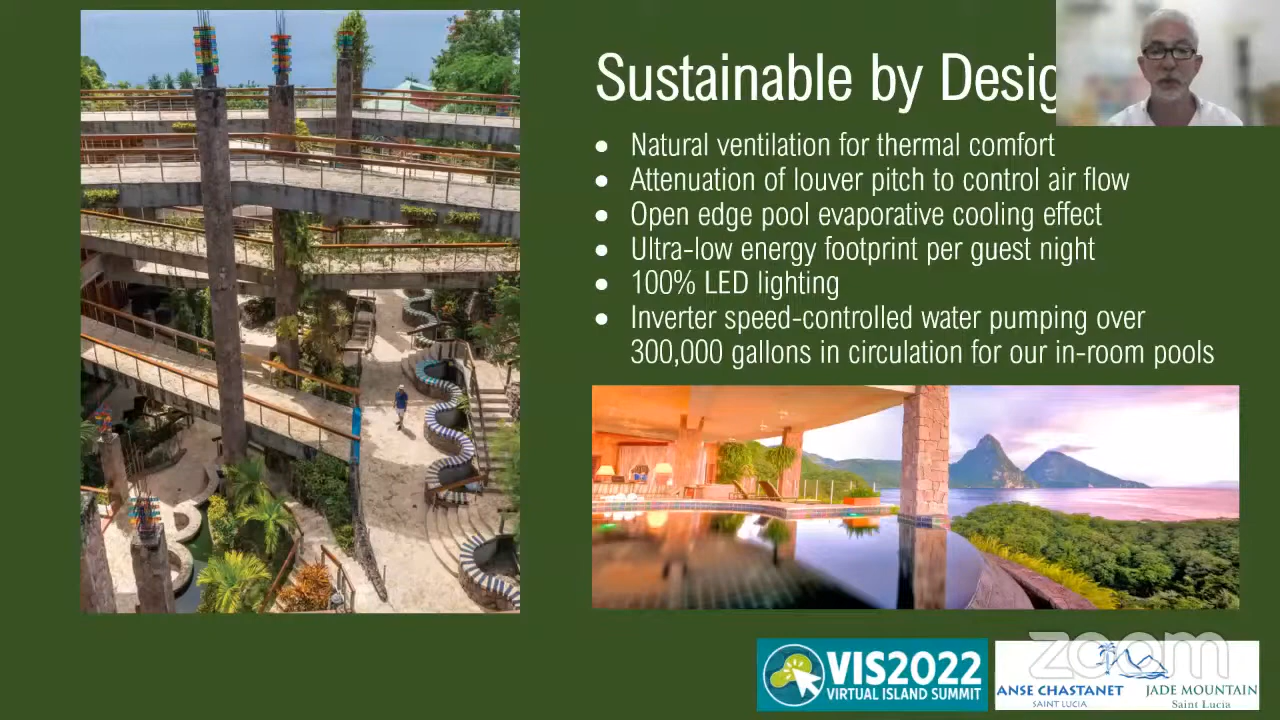 Sustainable by Desig
Natural ventilation for thermal comfort
Attenuation of louver pitch to control air flow
Open edge pool evaporative cooling effect
Ultra-low energy footprint per guest night
100% LED lighting
Inverter speed-controlled water pumping over
300,000 gallons in circulation for our in-room pools
zoom
VIS2022
VIRTUAL ISLAND SUMMIT
ANSE CHASTANET
SAINT LUCIA
JADE MOUNTAIN
Saint Lucia